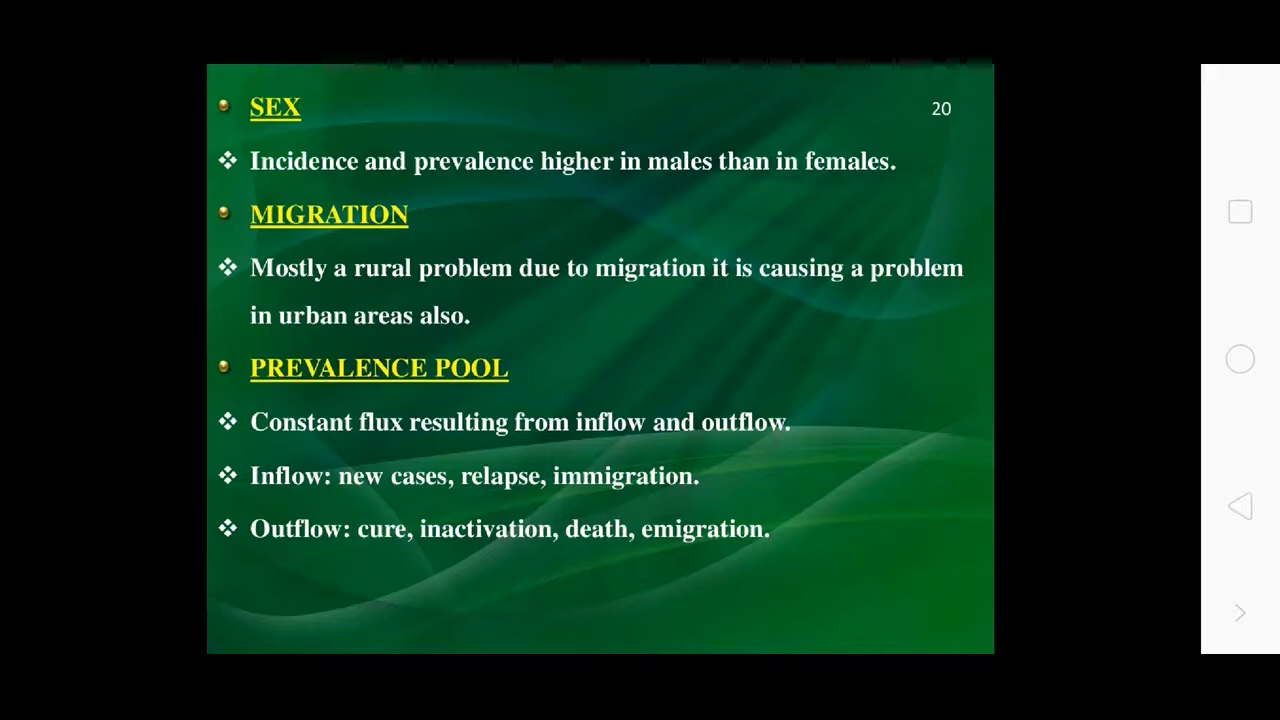 SEX
20
Incidence and prevalence higher in males than in females.
MIGRATION
Mostly a rural problem due to migration it is causing a problem
in urban areas also.
PREVALENCE POOL
Constant flux resulting from inflow and outflow.
Inflow: new cases, relapse, immigration.
Outflow: cure, inactivation, death, emigration.